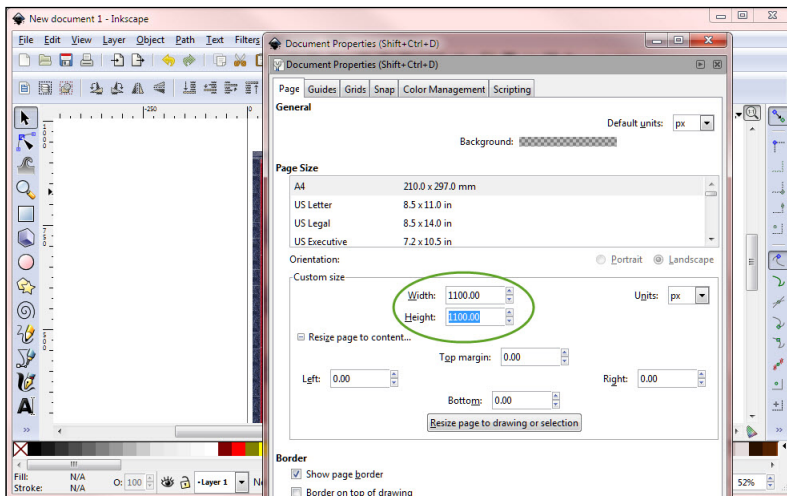 New document 1 - Inkscape
File Edit View Layer Object Path Text Filters
Document Properties (Shift+Ctrl+D)
Document Properties (Shift+Ctrl+D)
Page Guides Grids Snap Color Management Scripting
General
Default units: px
Background:
Page Size
A4 210.0 x 297.0 mm
US Letter 8.5 x 11.0 in
US Legal 8.5 x 14.0 in
US Executive 7.2 x 10.5 in
Orientation: Portrait Landscape
Custom size
Width: 1100.00 Units: px
Height: 1100.00
Resize page to content...
Top margin: 0.00
Left: 0.00 Right: 0.00
Bottom: 0.00
Resize page to drawing or selection
Border
Show page border
Border on top of drawing
Fill: N/A
Stroke: N/A
O: 100
Layer 1
52%